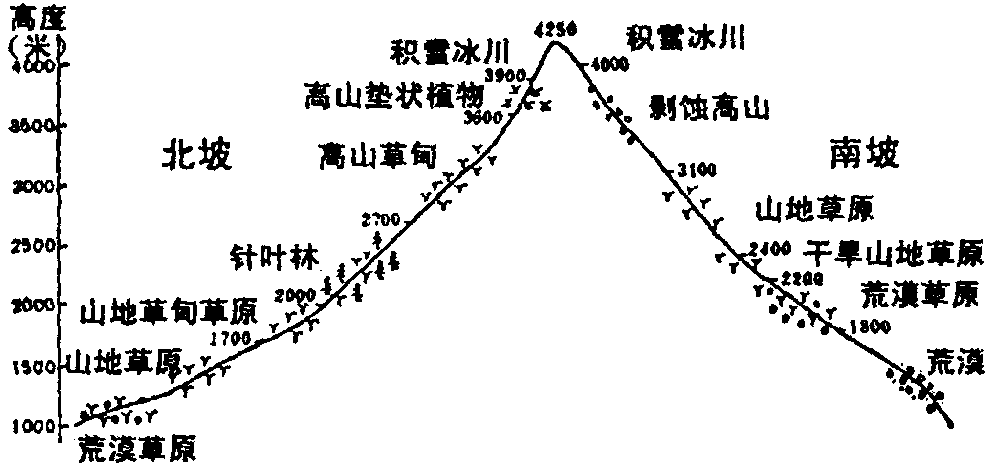 高度
(米)
4000
3500
3000
2500
2000
1500
1000
北坡
积雪冰川
3900
高山垫状植物
3600
高山草甸
2700
针叶林
2000
山地草甸草原
1700
山地草原
荒漠草原
4250
南坡
积雪冰川
4000
剥蚀高山
3100
山地草原
2400
干旱山地草原
2200
荒漠草原
1800
荒漠